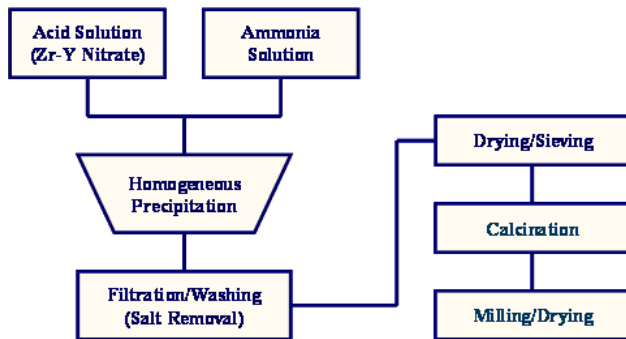 Acid Solution
(Zr-Y Nitrate)
Ammonia
Solution
Homogeneous
Precipitation
Filtration/Washing
(Salt Removal)
Drying/Sieving
Calcination
Milling/Drying